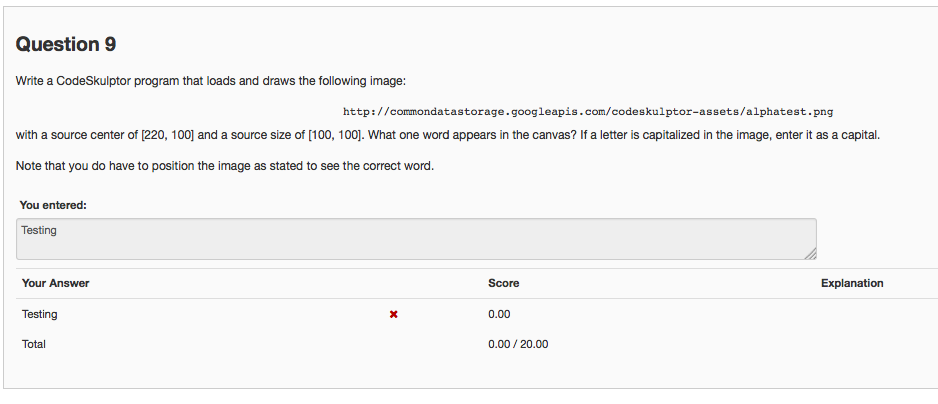 Question 9
Write a CodeSkulptor program that loads and draws the following image:
http://commondatastorage.googleapis.com/codeskulptor-assets/alphatest.png
with a source center of [220, 100] and a source size of [100, 100]. What one word appears in the canvas? If a letter is capitalized in the image, enter it as a capital.
Note that you do have to position the image as stated to see the correct word.
You entered:
Testing
Your Answer Score Explanation
Testing ✖ 0.00
Total 0.00 / 20.00